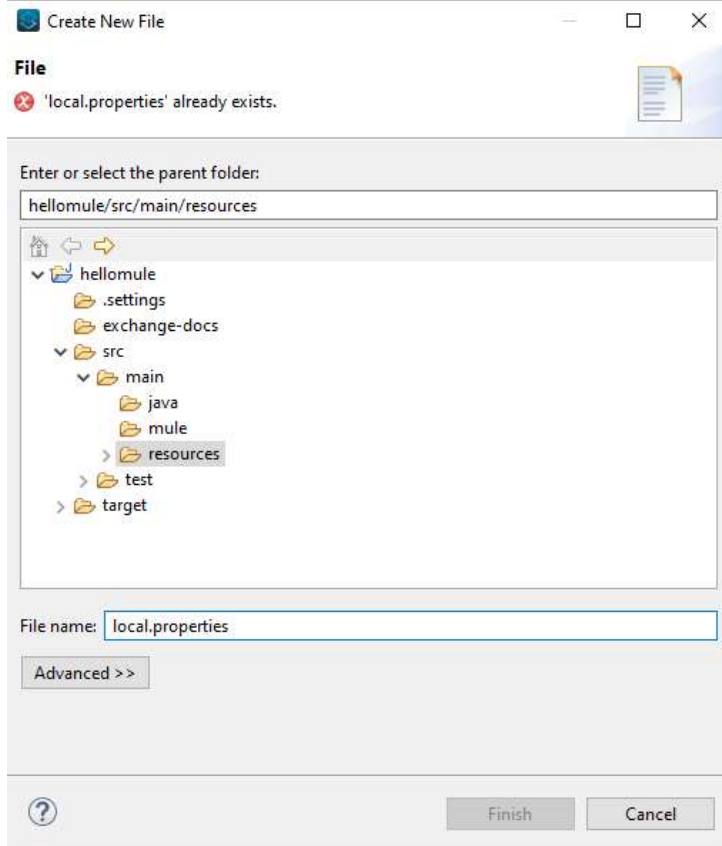 Create New File
File
'local.properties' already exists.
Enter or select the parent folder:
hellomule/src/main/resources
hellomule
.settings
exchange-docs
src
main
java
mule
resources
test
target
File name: local.properties
Advanced >>
? Finish Cancel